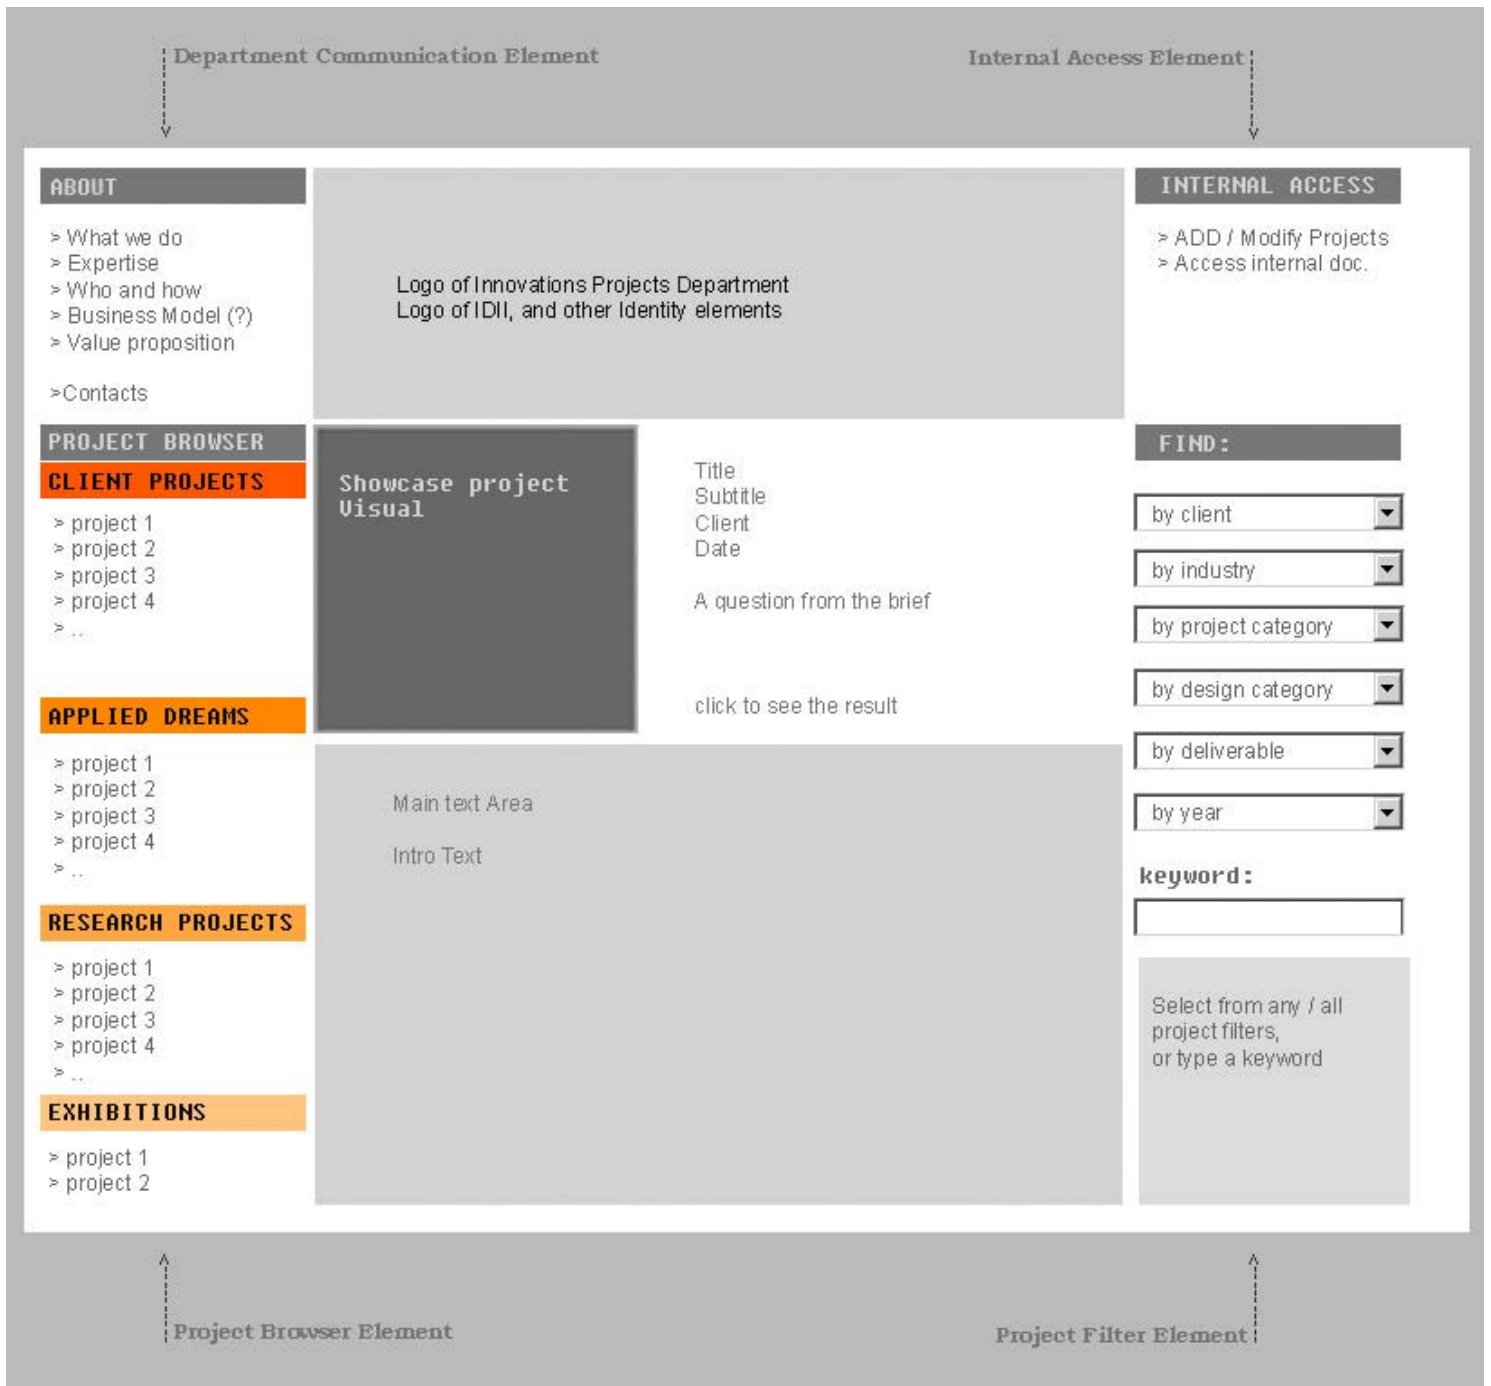 Department Communication Element
Internal Access Element
ABOUT
> What we do
> Expertise
> Who and how
> Business Model (?)
> Value proposition
>Contacts
Logo of Innovations Projects Department
Logo of IDII, and other Identity elements
INTERNAL ACCESS
> ADD / Modify Projects
> Access internal doc.
PROJECT BROWSER
CLIENT PROJECTS
> project 1
> project 2
> project 3
> project 4
> ..
APPLIED DREAMS
> project 1
> project 2
> project 3
> project 4
> ..
RESEARCH PROJECTS
> project 1
> project 2
> project 3
> project 4
> ..
EXHIBITIONS
> project 1
> project 2
Showcase project
Visual
Title
Subtitle
Client
Date
A question from the brief
click to see the result
Main text Area
Intro Text
FIND:
by client
by industry
by project category
by design category
by deliverable
by year
keyword:
Select from any / all
project filters,
or type a keyword
Project Browser Element
Project Filter Element